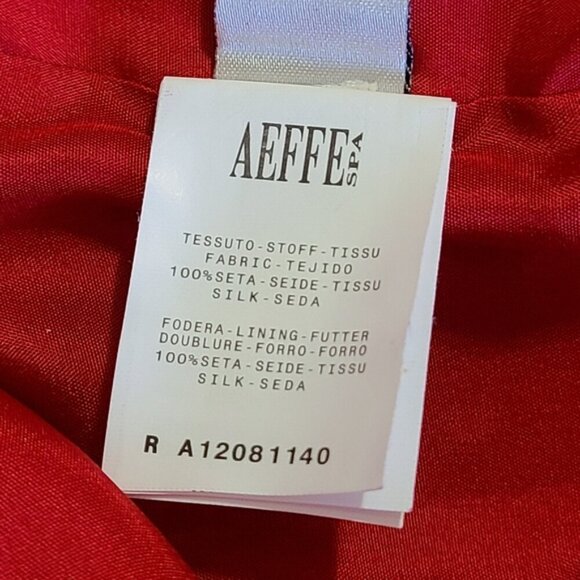 AEFFE SPA
TESSUTO-STOFF-TISSU
FABRIC-TEJIDO
100%SETA-SEIDE-TISSU
SILK-SEDA
FODERA-LINING-FUTTER
DOUBLURE-FORRO-FORRO
100%SETA-SEIDE-TISSU
SILK-SEDA
R A12081140